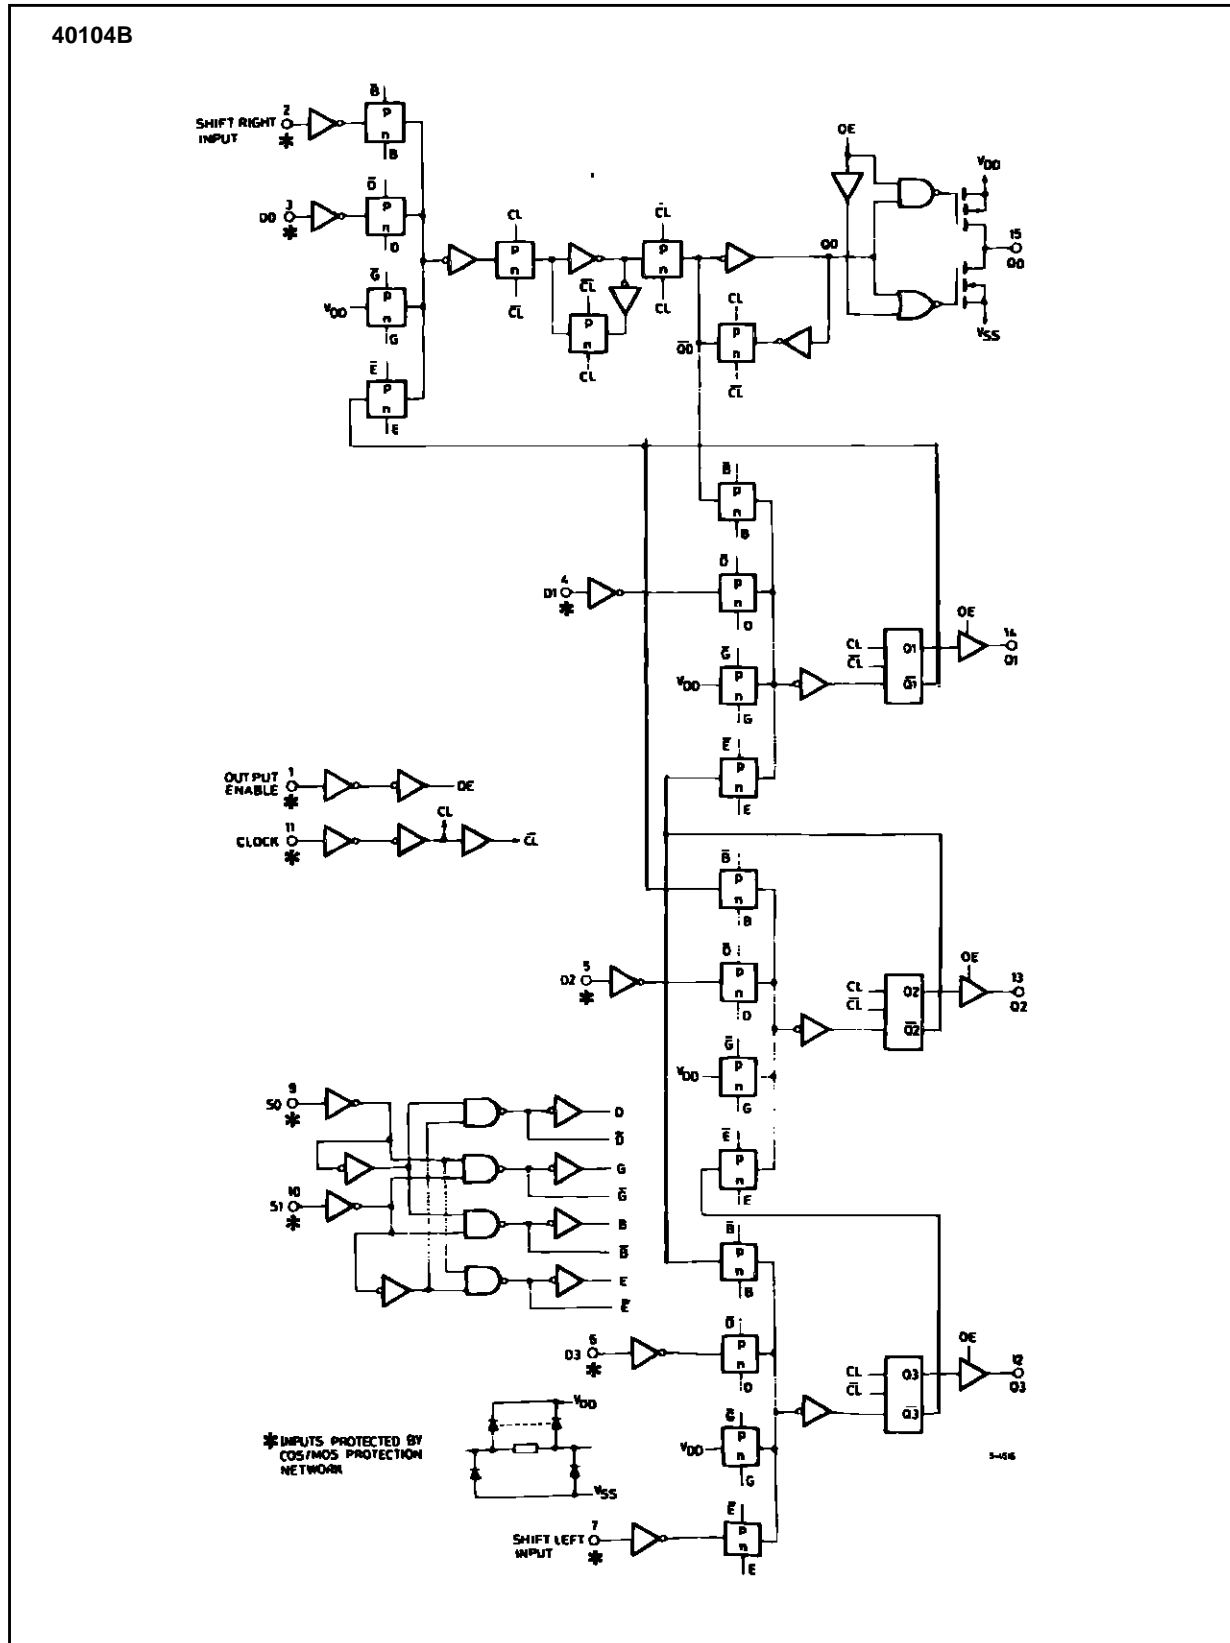 40104B
B̅
2
SHIFT RIGHT
INPUT
*
p
n
B
D̅
3
D0
*
p
n
D
G̅
VDD
p
n
G
E̅
p
n
E
CL
p
n
C̅L̅
C̅L̅
p
n
CL
C̅L̅
p
n
CL
Q0
CL
Q̅0̅
p
n
C̅L̅
OE
VDD
15
Q0
VSS
B̅
p
n
B
4
D1
*
D̅
p
n
D
G̅
VDD
p
n
G
E̅
p
n
E
CL
C̅L̅
Q1
Q̅1̅
OE
14
Q1
OUTPUT
ENABLE
1
*
OE
CLOCK
11
*
CL
C̅L̅
B̅
p
n
B
5
D2
*
D̅
p
n
D
G̅
VDD
p
n
G
E̅
p
n
E
CL
C̅L̅
Q2
Q̅2̅
OE
13
Q2
9
S0
*
10
S1
*
D
D̅
G
G̅
B
B̅
E
E̅
B̅
p
n
B
6
D3
*
D̅
p
n
D
G̅
VDD
p
n
G
CL
C̅L̅
Q3
Q̅3̅
OE
12
Q3
VDD
* INPUTS PROTECTED BY
COS/MOS PROTECTION
NETWORK
VSS
7
SHIFT LEFT
INPUT
*
E̅
p
n
E
S-4516